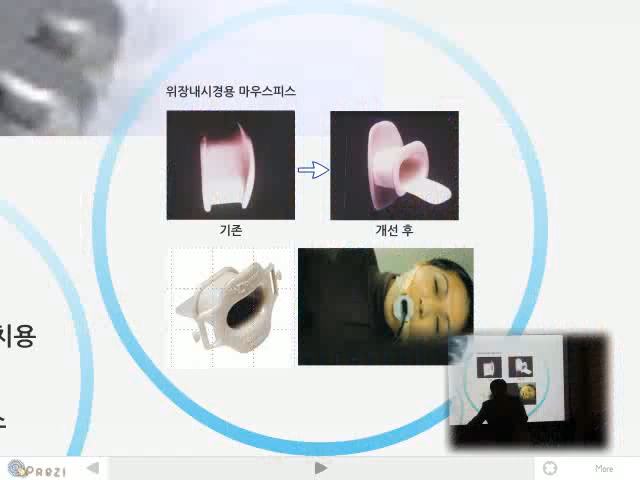 위장내시경용 마우스피스
기존
개선 후
치용
Prezi
More